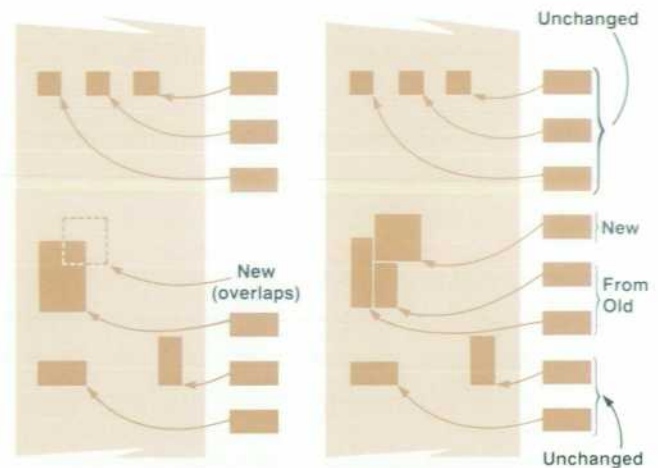 Unchanged
New
New
(overlaps)
From
Old
Unchanged